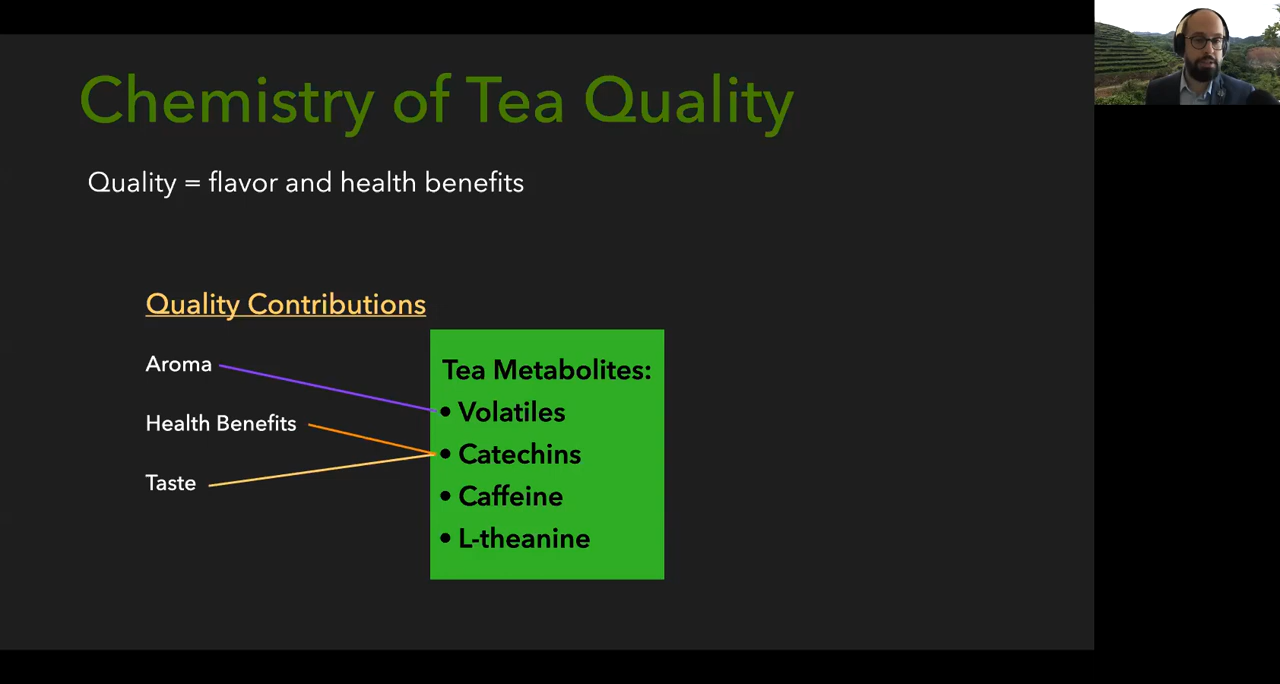 Chemistry of Tea Quality
Quality = flavor and health benefits
Quality Contributions
Aroma
Health Benefits
Taste
Tea Metabolites:
• Volatiles
• Catechins
• Caffeine
• L-theanine